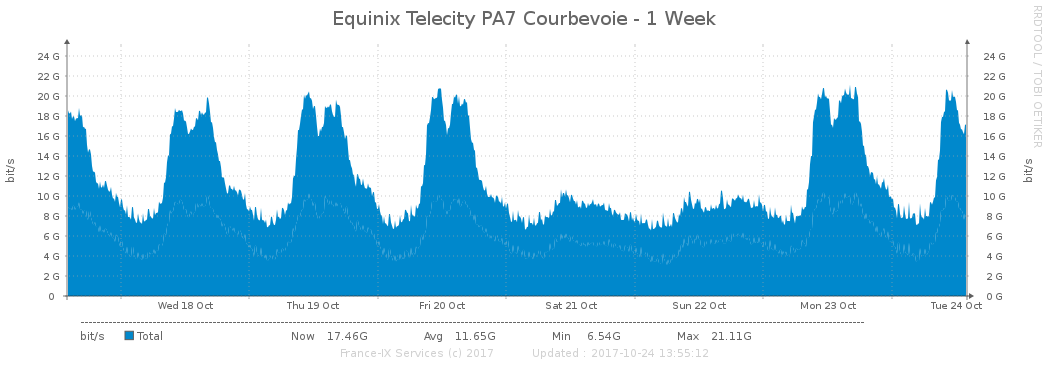 Equinix Telecity PA7 Courbevoie - 1 Week
RRDTOOL / TOBI OETIKER
24 G 24 G
22 G 22 G
20 G 20 G
18 G 18 G
16 G 16 G
14 G 14 G
12 G 12 G
10 G 10 G
8 G 8 G
6 G 6 G
4 G 4 G
2 G 2 G
0 0 G
bit/s bit/s
Wed 18 Oct Thu 19 Oct Fri 20 Oct Sat 21 Oct Sun 22 Oct Mon 23 Oct Tue 24 Oct
bit/s Total Now 17.46G Avg 11.65G Min 6.54G Max 21.11G
France-IX Services (c) 2017 Updated : 2017-10-24 13:55:12